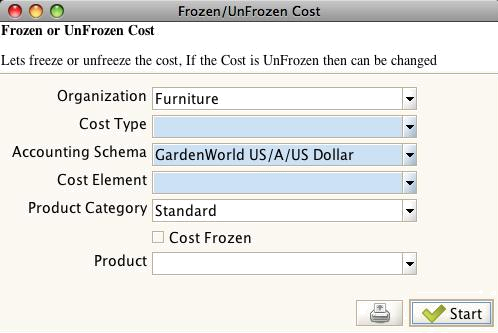 Frozen/UnFrozen Cost
Frozen or UnFrozen Cost
Lets freeze or unfreeze the cost, If the Cost is UnFrozen then can be changed
Organization Furniture
Cost Type
Accounting Schema GardenWorld US/A/US Dollar
Cost Element
Product Category Standard
Cost Frozen
Product
Start